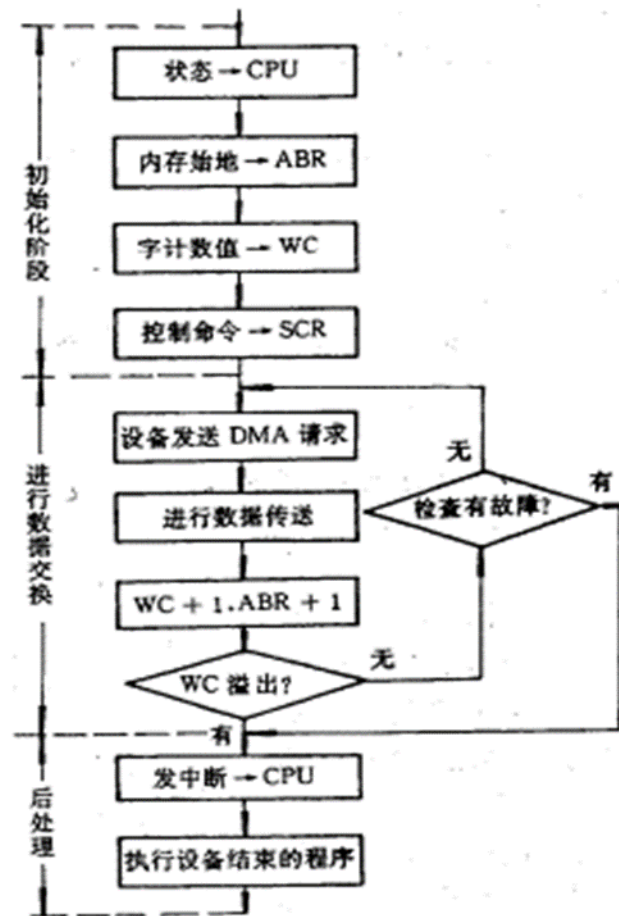 状态→CPU
内存始地→ABR
字计数值→WC
控制命令→SCR
初始化阶段
设备发送 DMA 请求
无
有
检查有故障?
进行数据传送
进行数据交换
WC + 1.ABR + 1
WC 溢出?
无
有
发中断→CPU
后处理
执行设备结束的程序